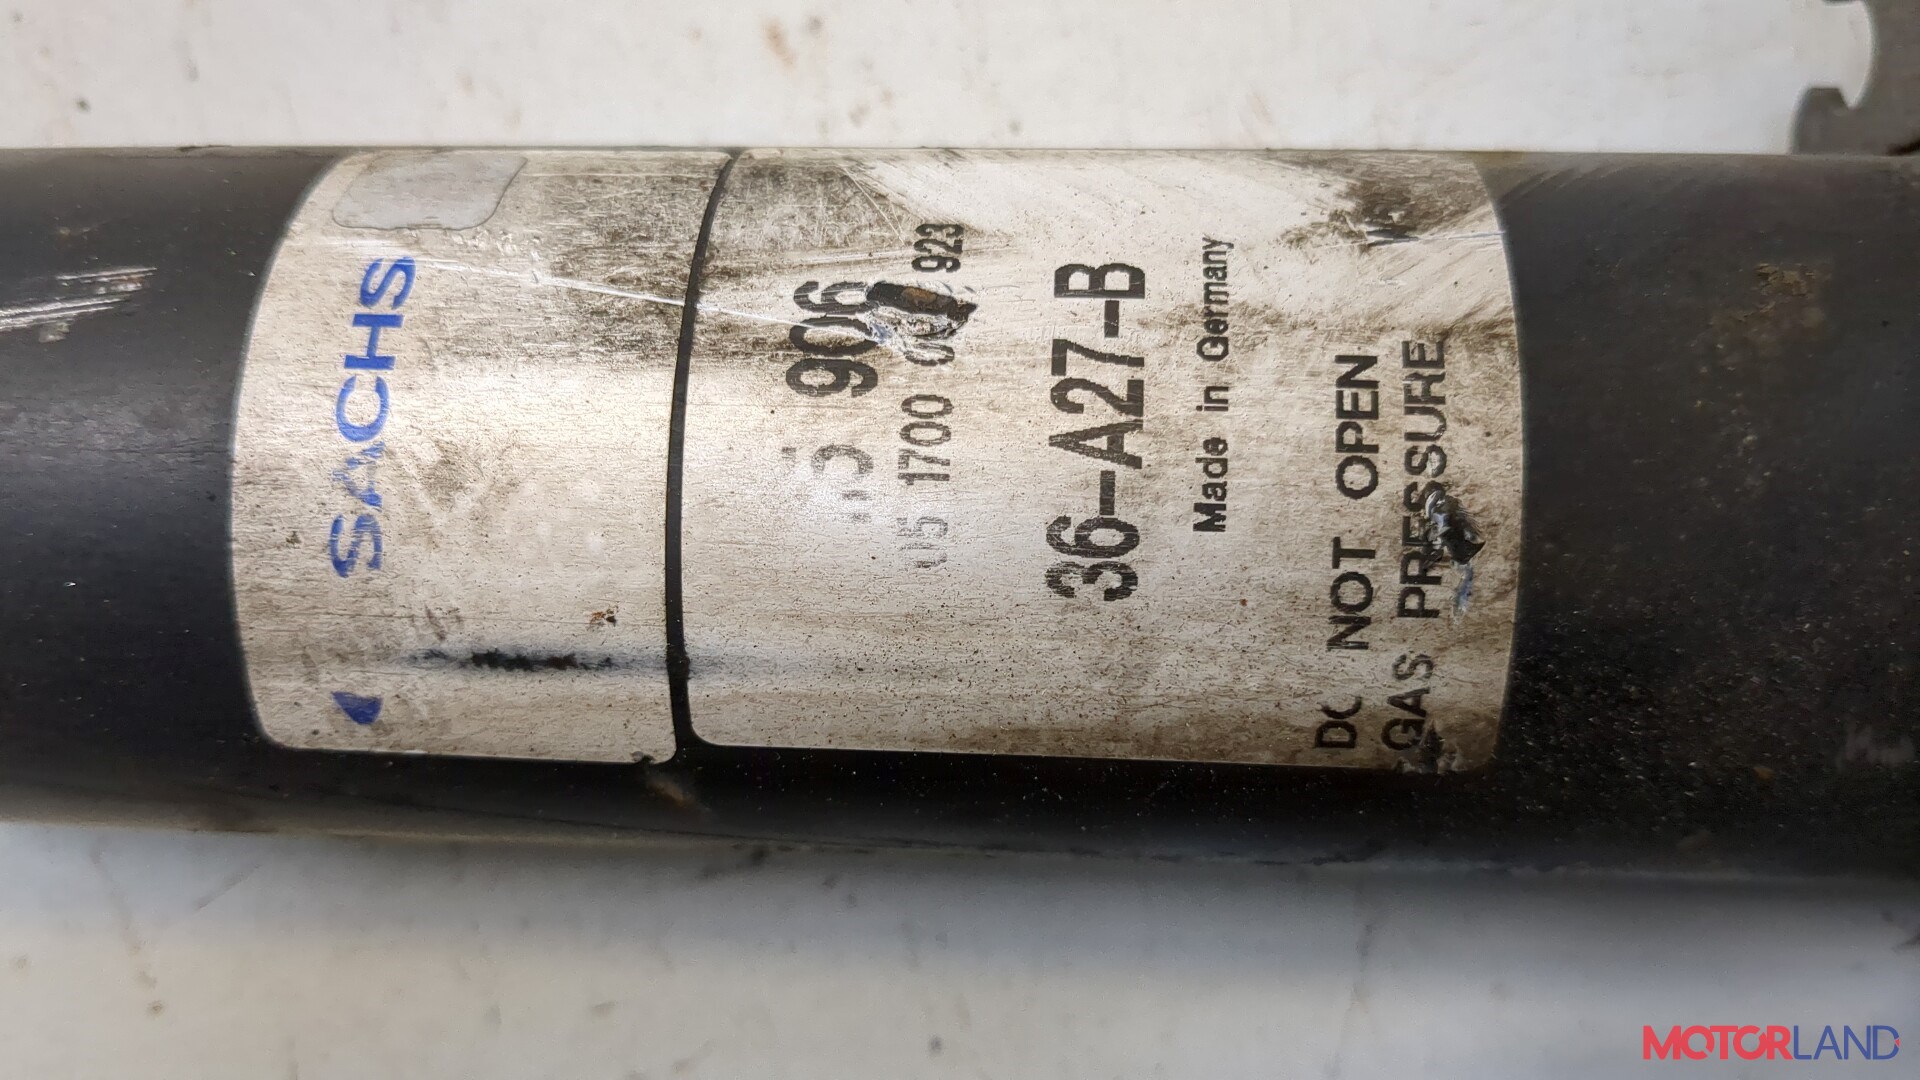 SACHS
906
1700 923
36-A27-B
Made in Germany
NOT OPEN
GAS PRESSURE
MOTORLAND